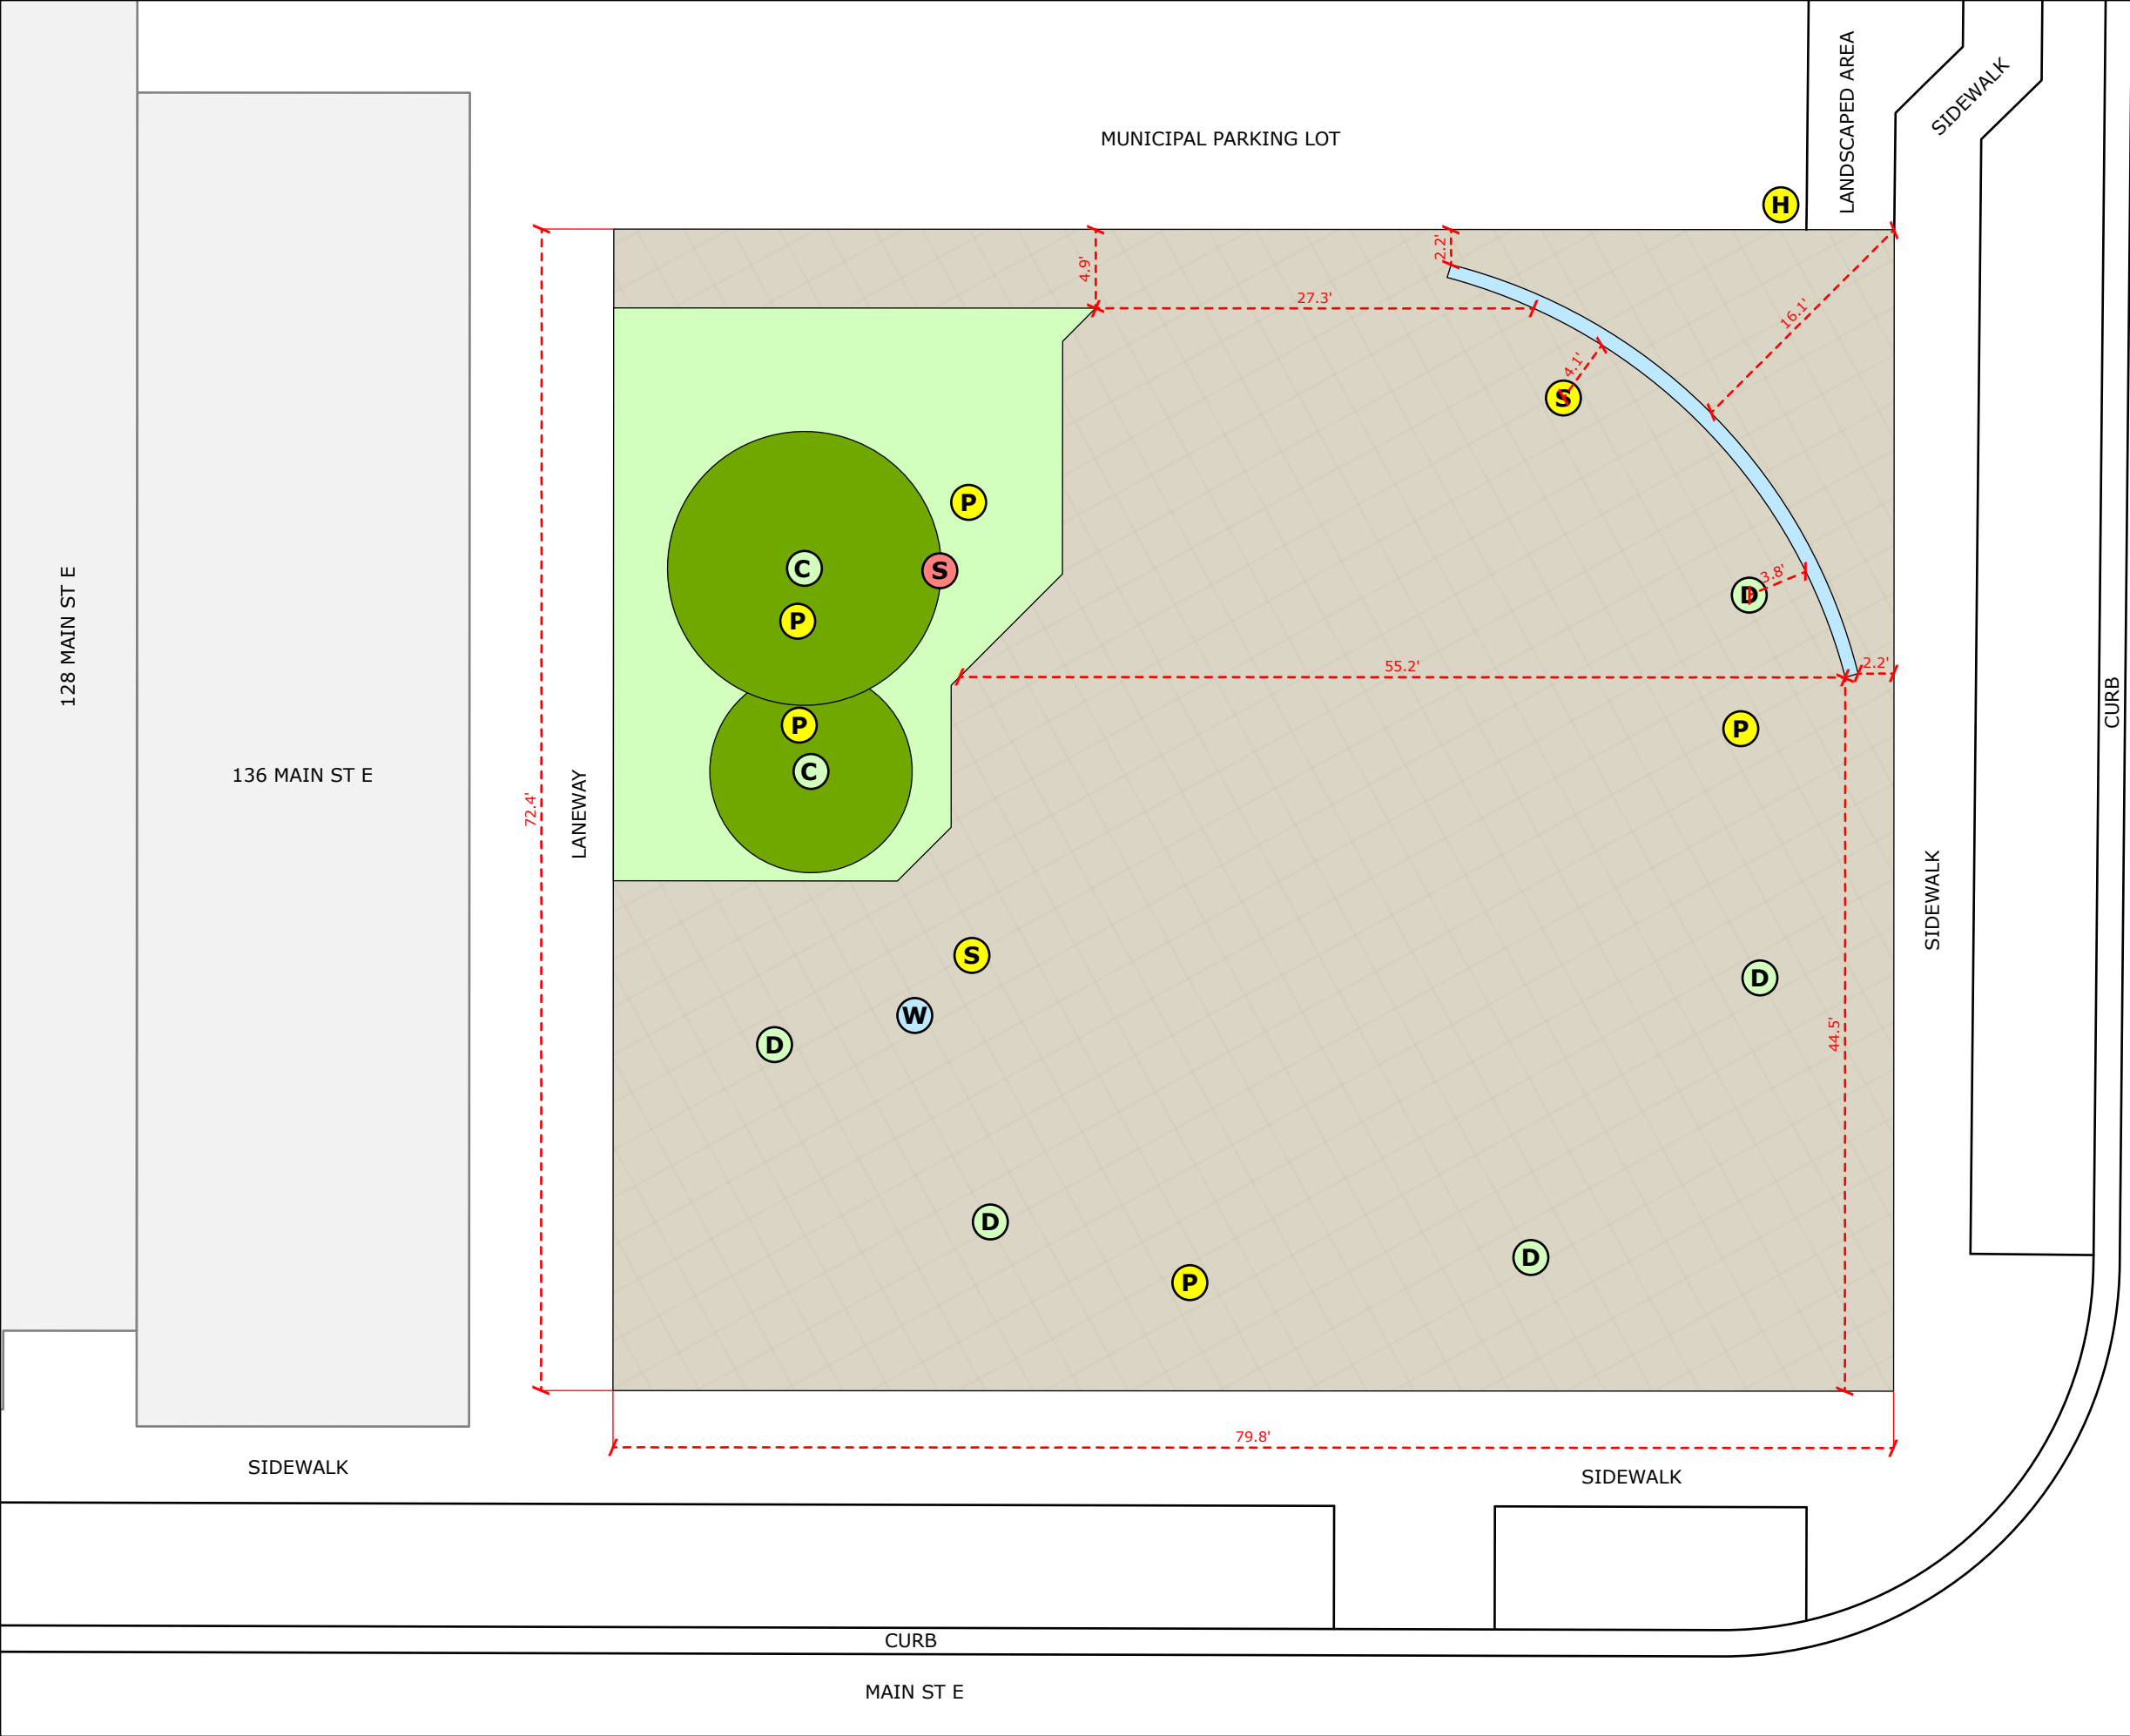 LANDSCAPED AREA
SIDEWALK
MUNICIPAL PARKING LOT
H
2.2'
4.9'
27.3'
16.1'
4.1'
S
P
C
S
3.8'
D
P
128 MAIN ST E
55.2'
2.2'
CURB
P
P
C
136 MAIN ST E
72.4'
LANEWAY
SIDEWALK
S
D
W
44.5'
D
D
D
P
79.8'
SIDEWALK
SIDEWALK
CURB
MAIN ST E